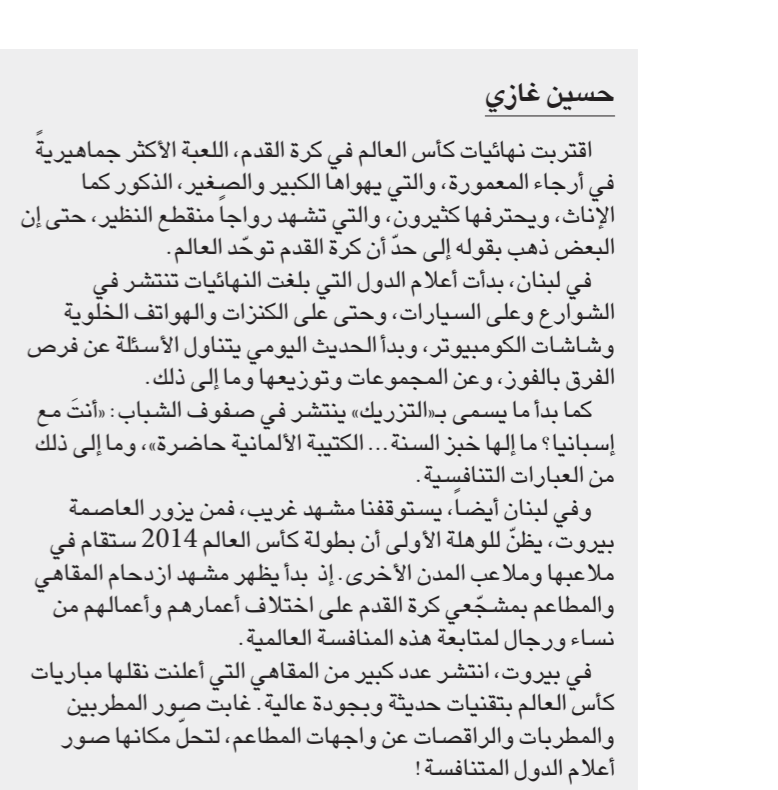 حسين غازي
اقتربت نهائيات كأس العالم في كرة القدم، اللعبة الأكثر جماهيريةً
في أرجاء المعمورة، والتي يهواها الكبير والصغير، الذكور كما
الإناث، ويحترفها كثيرون، والتي تشهد رواجاً منقطع النظير، حتى إن
البعض ذهب بقوله إلى حدّ أن كرة القدم توحّد العالم.
في لبنان، بدأت أعلام الدول التي بلغت النهائيات تنتشر في
الشوارع وعلى السيارات، وحتى على الكنزات والهواتف الخلوية
وشاشات الكومبيوتر، وبدأ الحديث اليومي يتناول الأسئلة عن فرص
الفرق بالفوز، وعن المجموعات وتوزيعها وما إلى ذلك.
كما بدأ ما يسمى بـ«التزريك» ينتشر في صفوف الشباب: «أنتَ مع
إسبانيا؟ ما إلها خبز السنة... الكتيبة الألمانية حاضرة»، وما إلى ذلك
من العبارات التنافسية.
وفي لبنان أيضاً، يستوقفنا مشهد غريب، فمن يزور العاصمة
بيروت، يظنّ للوهلة الأولى أن بطولة كأس العالم 2014 ستقام في
ملاعبها وملاعب المدن الأخرى. إذ بدأ يظهر مشهد ازدحام المقاهي
والمطاعم بمشجّعي كرة القدم على اختلاف أعمارهم وأعمالهم من
نساء ورجال لمتابعة هذه المنافسة العالمية.
في بيروت، انتشر عدد كبير من المقاهي التي أعلنت نقلها مباريات
كأس العالم بتقنيات حديثة وبجودة عالية. غابت صور المطربين
والمطربات والراقصات عن واجهات المطاعم، لتحلّ مكانها صور
أعلام الدول المتنافسة!